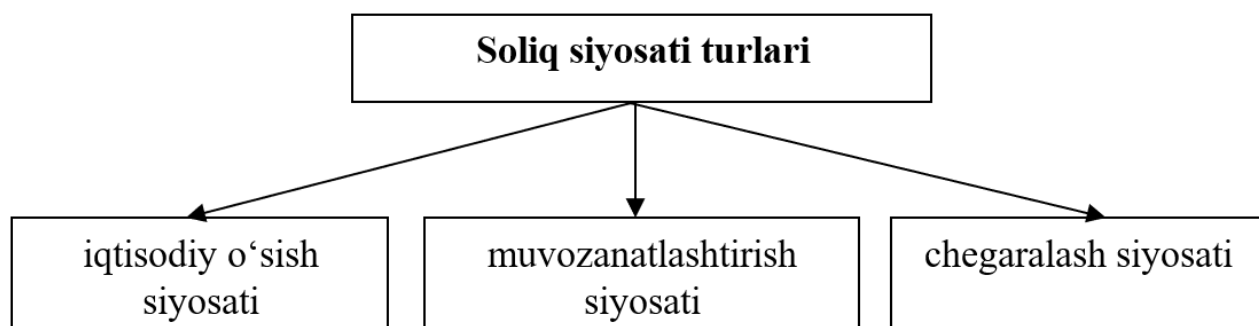 Soliq siyosati turlari
iqtisodiy o‘sish
siyosati
muvozanatlashtirish
siyosati
chegaralash siyosati